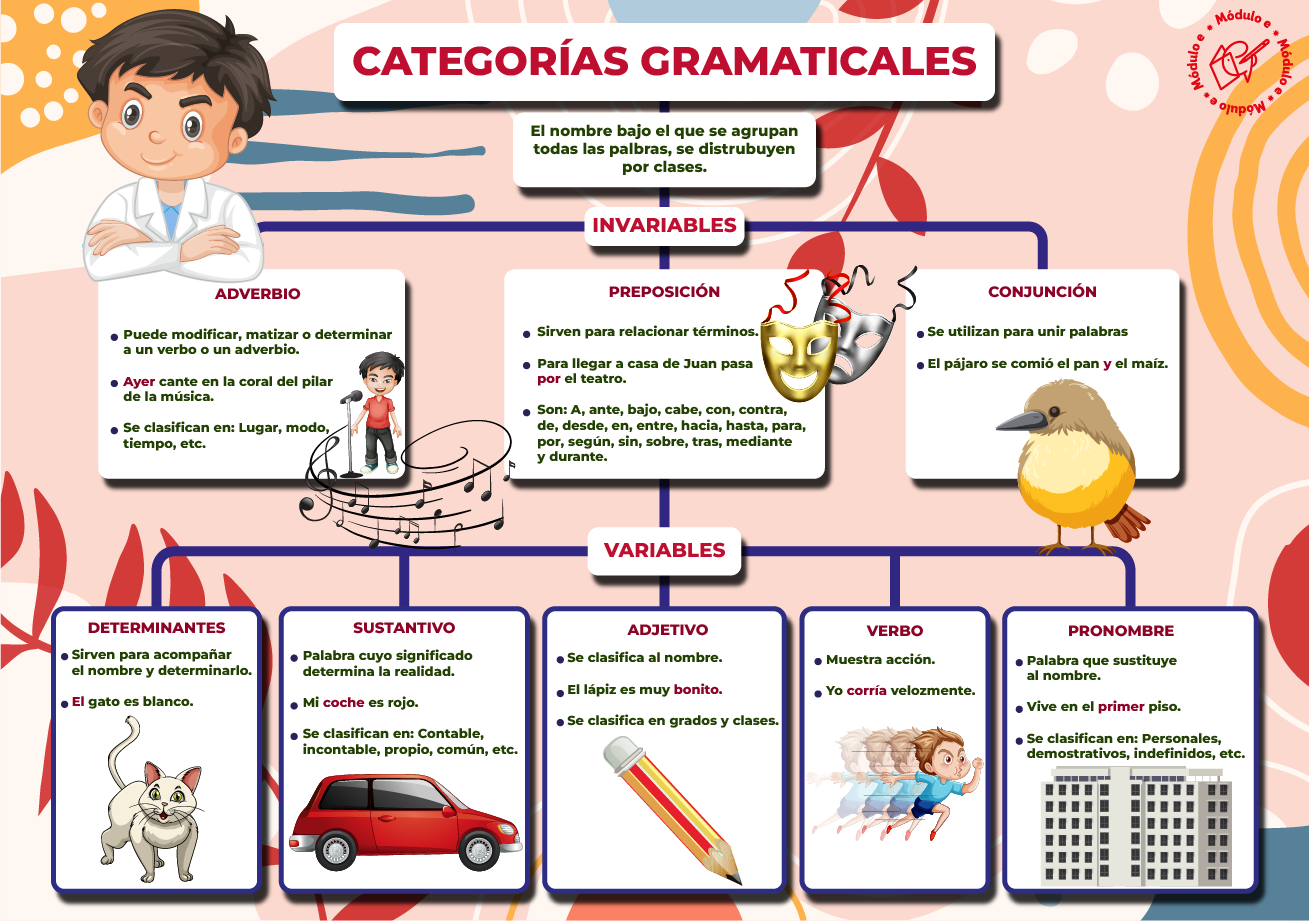 CATEGORÍAS GRAMATICALES
Módulo e * Módulo e * Módulo e * Módulo e *
El nombre bajo el que se agrupan
todas las palbras, se distrubuyen
por clases.
INVARIABLES
ADVERBIO
Puede modificar, matizar o determinar
a un verbo o un adverbio.
Ayer cante en la coral del pilar
de la música.
Se clasifican en: Lugar, modo,
tiempo, etc.
PREPOSICIÓN
Sirven para relacionar términos.
Para llegar a casa de Juan pasa
por el teatro.
Son: A, ante, bajo, cabe, con, contra,
de, desde, en, entre, hacia, hasta, para,
por, según, sin, sobre, tras, mediante
y durante.
CONJUNCIÓN
Se utilizan para unir palabras
El pájaro se comió el pan y el maíz.
VARIABLES
DETERMINANTES
Sirven para acompañar
el nombre y determinarlo.
El gato es blanco.
SUSTANTIVO
Palabra cuyo significado
determina la realidad.
Mi coche es rojo.
Se clasifican en: Contable,
incontable, propio, común, etc.
ADJETIVO
Se clasifica al nombre.
El lápiz es muy bonito.
Se clasifica en grados y clases.
VERBO
Muestra acción.
Yo corría velozmente.
PRONOMBRE
Palabra que sustituye
al nombre.
Vive en el primer piso.
Se clasifican en: Personales,
demostrativos, indefinidos, etc.